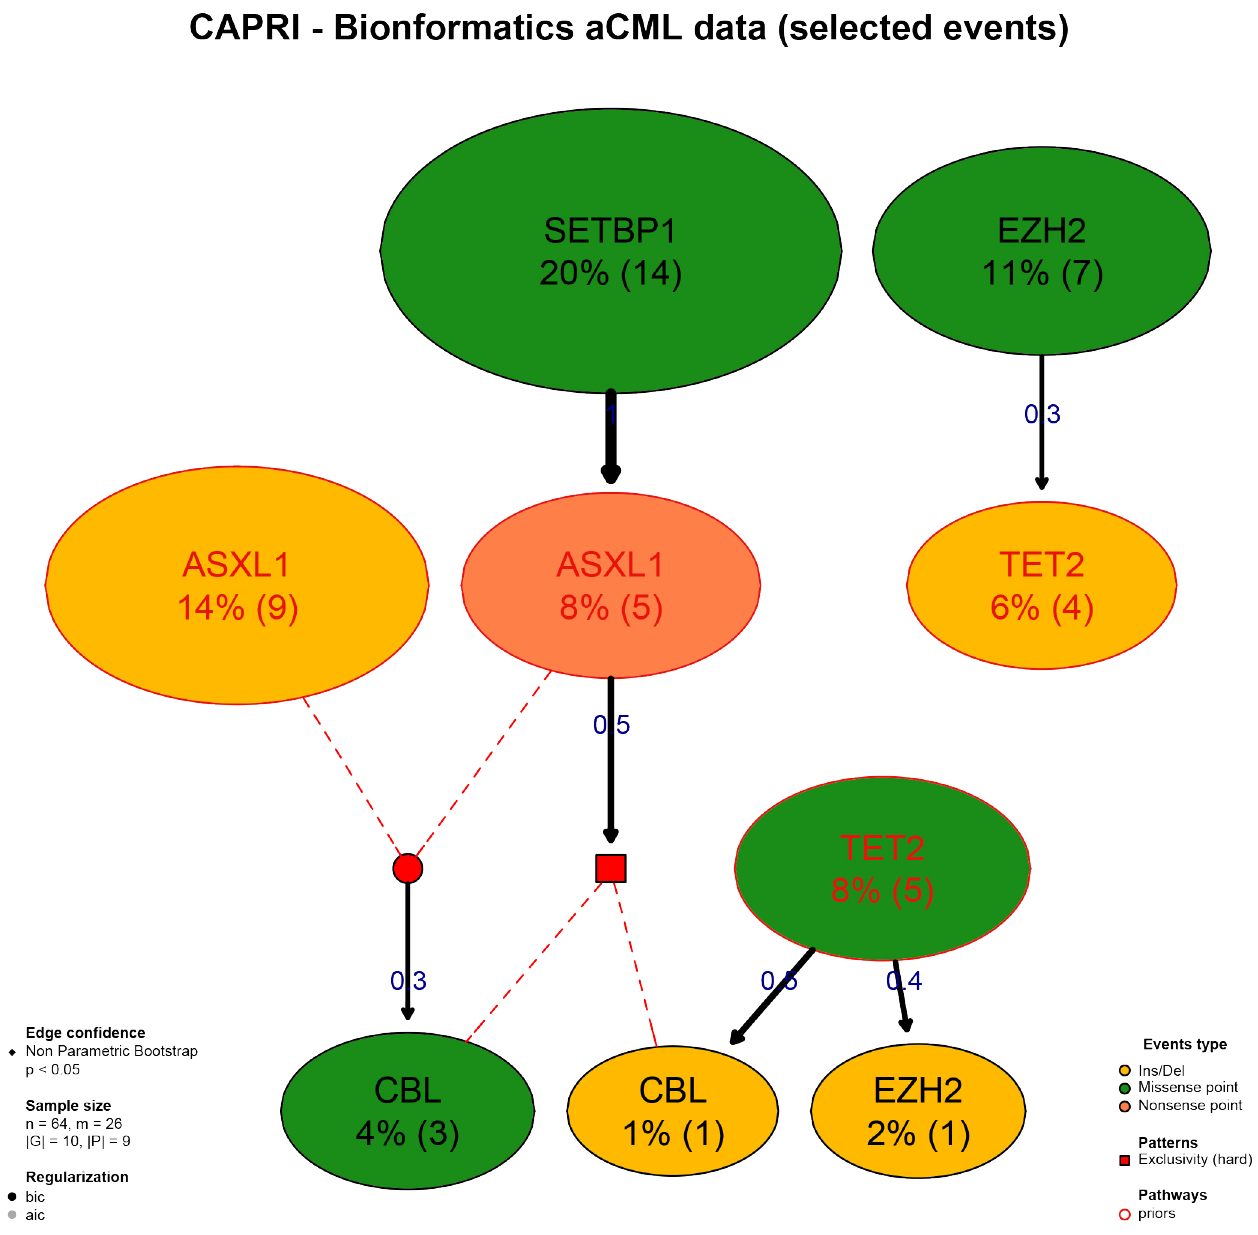 CAPRI - Bionformatics aCML data (selected events)
SETBP1
20% (14)
EZH2
11% (7)
1
0.3
ASXL1
14% (9)
ASXL1
8% (5)
TET2
6% (4)
0.5
TET2
8% (5)
0.3
0.5
0.4
CBL
4% (3)
CBL
1% (1)
EZH2
2% (1)
Edge confidence
Non Parametric Bootstrap
p < 0.05
Sample size
n = 64, m = 26
|G| = 10, |P| = 9
Regularization
bic
aic
Events type
Ins/Del
Missense point
Nonsense point
Patterns
Exclusivity (hard)
Pathways
priors